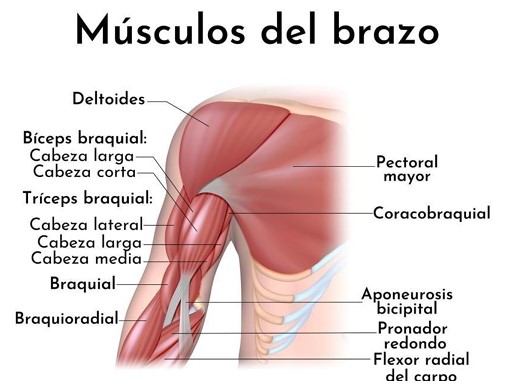 Músculos del brazo
Deltoides
Bíceps braquial:
Cabeza larga
Cabeza corta
Tríceps braquial:
Cabeza lateral
Cabeza larga
Cabeza media
Braquial
Braquioradial
Pectoral
mayor
Coracobraquial
Aponeurosis
bicipital
Pronador
redondo
Flexor radial
del carpo